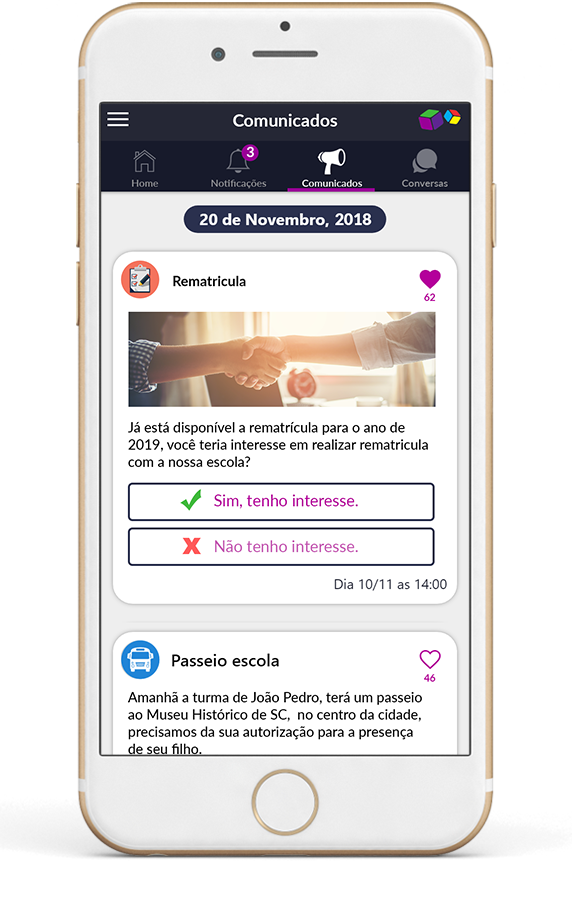 Comunicados
3
Home
Notificações
Comunicados
Conversas
20 de Novembro, 2018
Rematricula
62
Já está disponível a rematrícula para o ano de
2019, você teria interesse em realizar rematricula
com a nossa escola?
Sim, tenho interesse.
Não tenho interesse.
Dia 10/11 as 14:00
Passeio escola
46
Amanhã a turma de João Pedro, terá um passeio
ao Museu Histórico de SC, no centro da cidade,
precisamos da sua autorização para a presença
de seu filho.